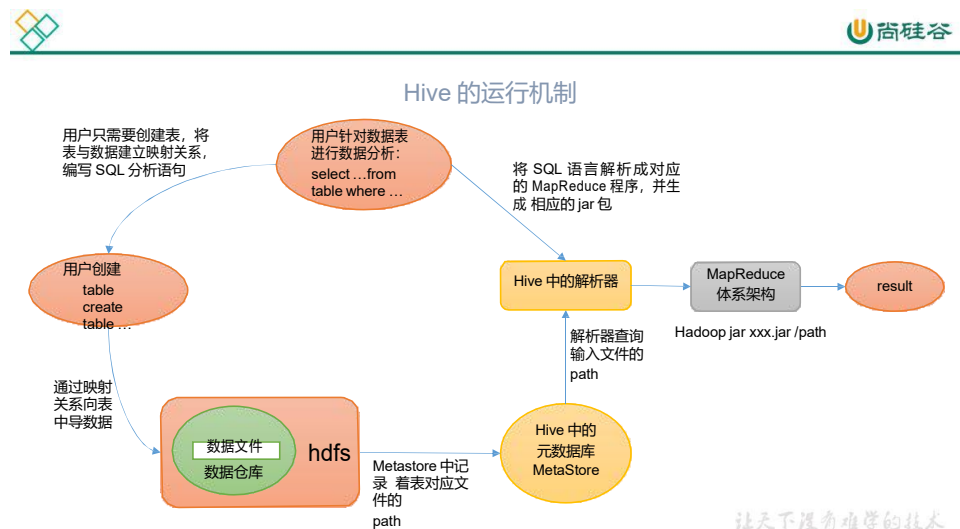 尚硅谷
Hive 的运行机制
用户只需要创建表，将
表与数据建立映射关系，
编写 SQL 分析语句
用户针对数据表
进行数据分析：
select …from
table where …
将 SQL 语言解析成对应
的 MapReduce 程序，并生
成 相应的 jar 包
用户创建
table
create
table …
Hive 中的解析器
MapReduce
体系架构
result
Hadoop jar xxx.jar /path
解析器查询
输入文件的
path
通过映射
关系向表
中导数据
数据文件
数据仓库
hdfs
Metastore 中记
录 着表对应文
件的
path
Hive 中的
元数据库
MetaStore
让天下没有难学的技术